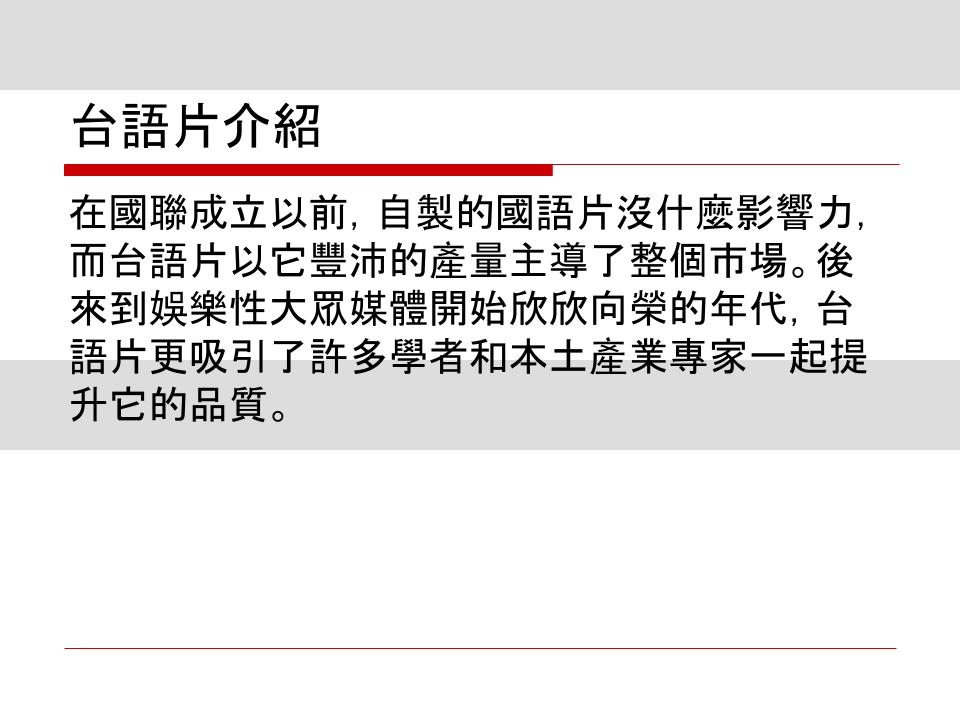 台語片介紹
在國聯成立以前, 自製的國語片沒什麼影響力,
而台語片以它豐沛的產量主導了整個市場。後
來到娛樂性大眾媒體開始欣欣向榮的年代, 台
語片更吸引了許多學者和本土產業專家一起提
升它的品質。